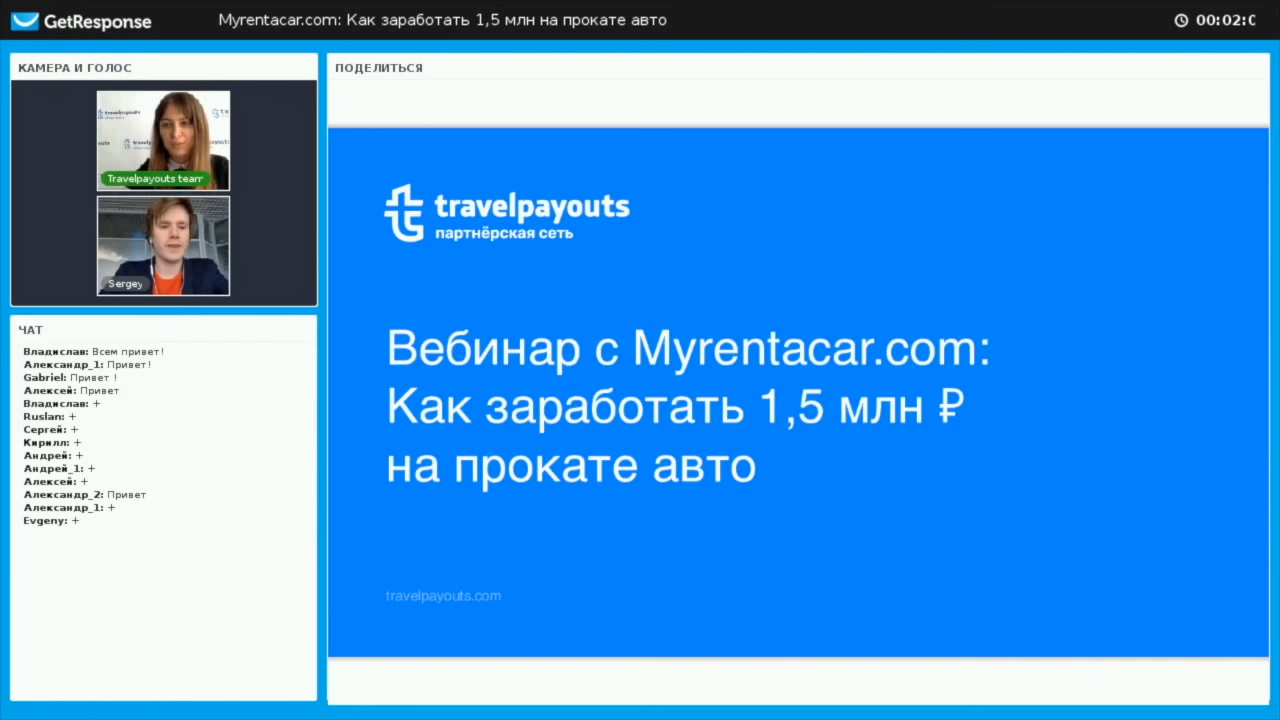 GetResponse
Myrentacar.com: Как заработать 1,5 млн на прокате авто
КАМЕРА И ГОЛОС
travelpayouts
Travelpayouts team
Sergey
ЧАТ
Владислав: Всем привет!
Александр_1: Привет!
Gabriel: Привет !
Алексей: Привет
Владислав: +
Ruslan: +
Сергей: +
Кирилл: +
Андрей: +
Андрей_1: +
Алексей: +
Александр_2: Привет
Александр_1: +
Evgeny: +
ПОДЕЛИТЬСЯ
travelpayouts
партнёрская сеть
Вебинар с Myrentacar.com:
Как заработать 1,5 млн ₽
на прокате авто
travelpayouts.com